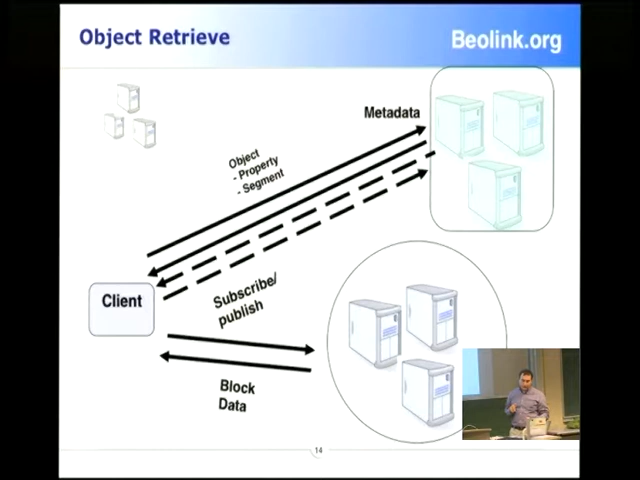 Object Retrieve
Beolink.org
Metadata
Object
- Property
- Segment
Client
Subscribe/
publish
Block
Data
14